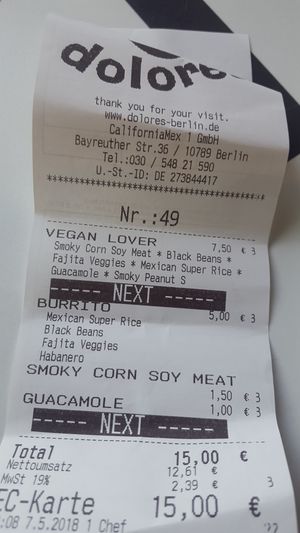 dolores
thank you for your visit.
www.dolores-berlin.de
CaliforniaMex 1 GmbH
Bayreuther Str.36 / 10789 Berlin
Tel.:030 / 548 21 590
U.-St.-ID: DE 273844417
********************************
Nr.:49
VEGAN LOVER 7,50 € 3
Smoky Corn Soy Meat * Black Beans *
Fajita Veggies * Mexican Super Rice *
Guacamole * Smoky Peanut S
----- NEXT -----
BURRITO 5,00 € 3
Mexican Super Rice
Black Beans
Fajita Veggies
Habanero
SMOKY CORN SOY MEAT
1,50 € 3
GUACAMOLE 1,00 € 3
----- NEXT -----
Total 15,00 €
Nettoumsatz 12,61 €
MwSt 19% 2,39 € 3
EC-Karte 15,00 €
:08 7.5.2018 1 Chef